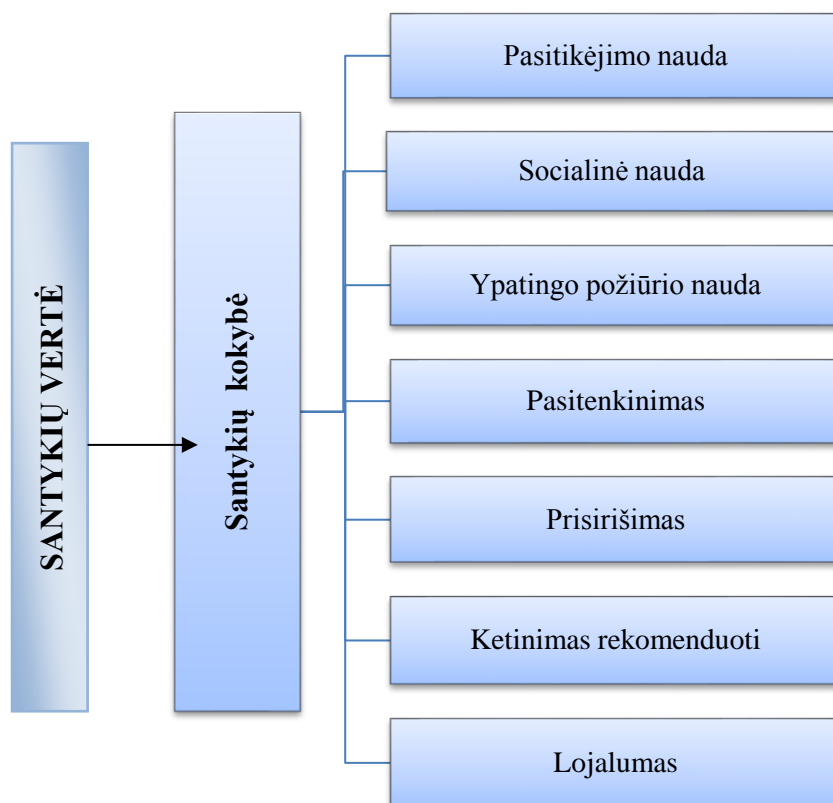 SANTYKIŲ VERTĖ
Santykių kokybė
Pasitikėjimo nauda
Socialinė nauda
Ypatingo požiūrio nauda
Pasitenkinimas
Prisirišimas
Ketinimas rekomenduoti
Lojalumas